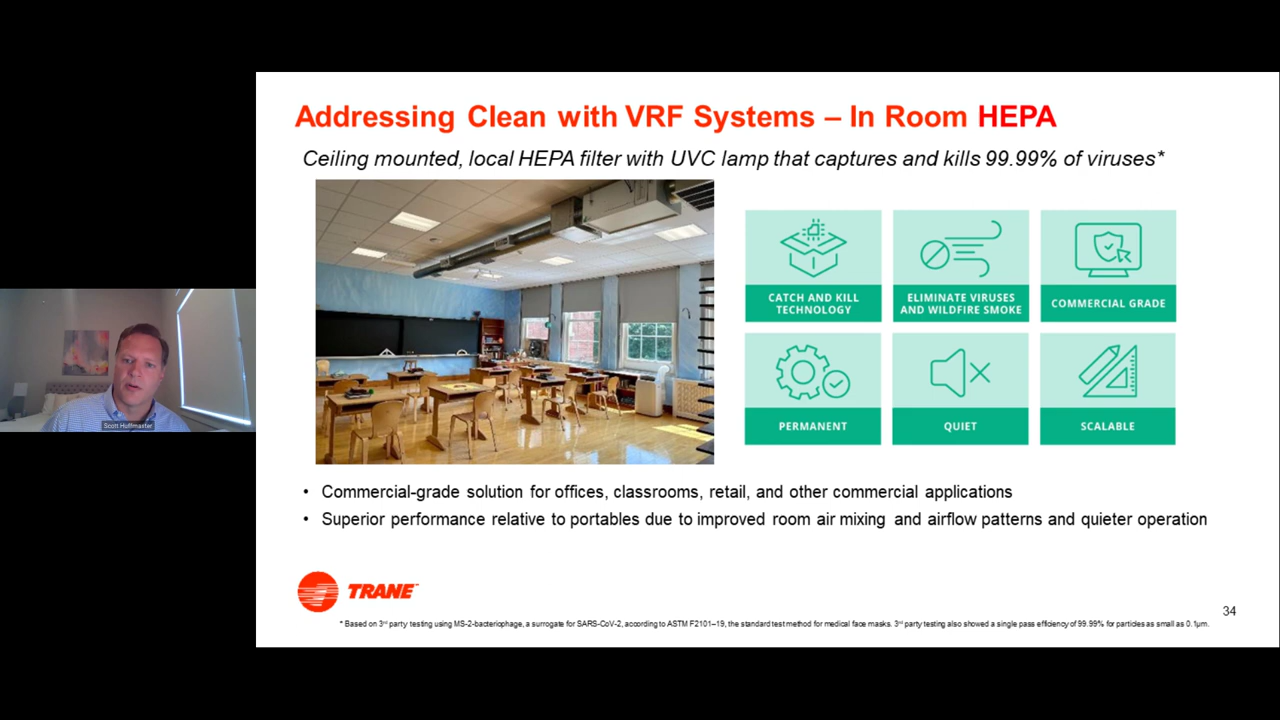 Addressing Clean with VRF Systems – In Room HEPA
Ceiling mounted, local HEPA filter with UVC lamp that captures and kills 99.99% of viruses*
CATCH AND KILL
TECHNOLOGY
ELIMINATE VIRUSES
AND WILDFIRE SMOKE
COMMERCIAL GRADE
PERMANENT
QUIET
SCALABLE
Scott Huffmaster
• Commercial-grade solution for offices, classrooms, retail, and other commercial applications
• Superior performance relative to portables due to improved room air mixing and airflow patterns and quieter operation
TRANE™
34
* Based on 3rd party testing using MS-2-bacteriophage, a surrogate for SARS-CoV-2, according to ASTM F2101–19, the standard test method for medical face masks. 3rd party testing also showed a single pass efficiency of 99.99% for particles as small as 0.1μm.